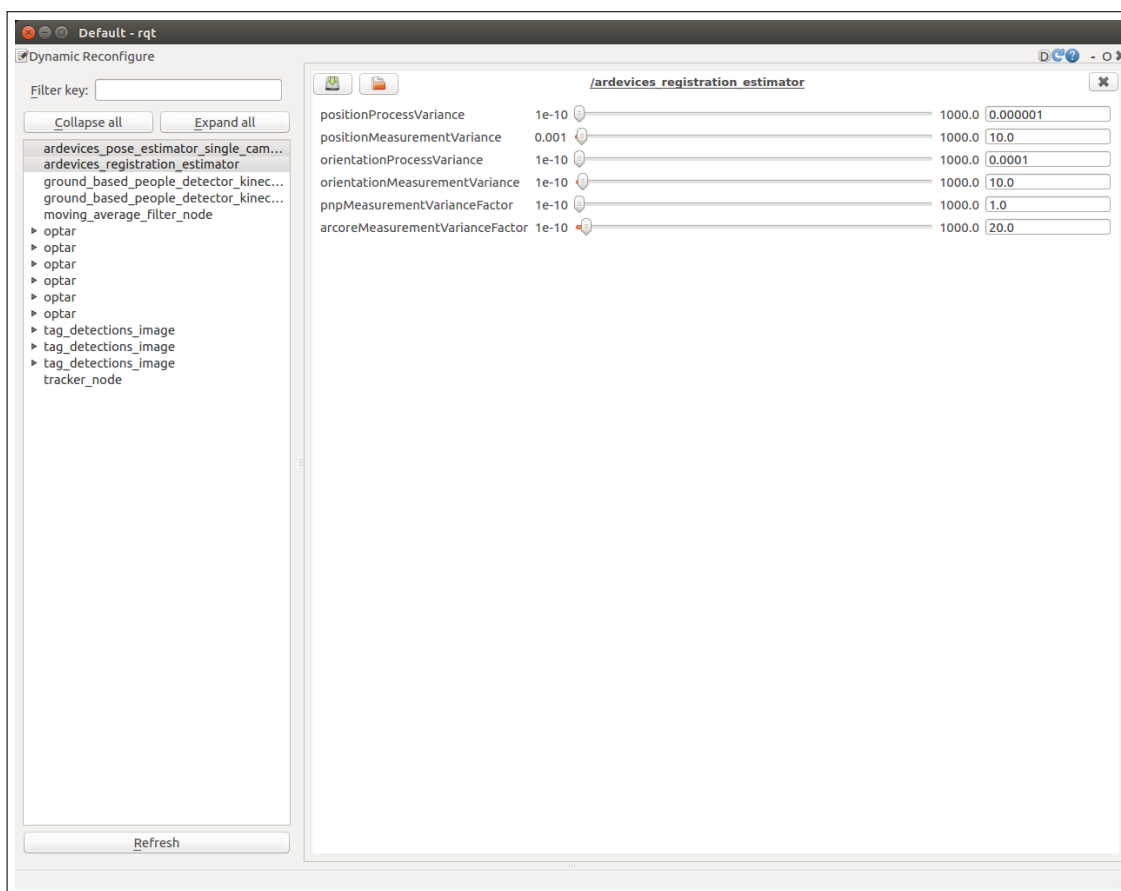 Default - rqt
Dynamic Reconfigure
D - O
Filter key:
Collapse all Expand all
ardevices_pose_estimator_single_cam...
ardevices_registration_estimator
ground_based_people_detector_kinec...
ground_based_people_detector_kinec...
moving_average_filter_node
optar
optar
optar
optar
optar
optar
tag_detections_image
tag_detections_image
tag_detections_image
tracker_node
Refresh
/ardevices_registration_estimator
positionProcessVariance 1e-10 1000.0 0.000001
positionMeasurementVariance 0.001 1000.0 10.0
orientationProcessVariance 1e-10 1000.0 0.0001
orientationMeasurementVariance 1e-10 1000.0 10.0
pnpMeasurementVarianceFactor 1e-10 1000.0 1.0
arcoreMeasurementVarianceFactor 1e-10 1000.0 20.0